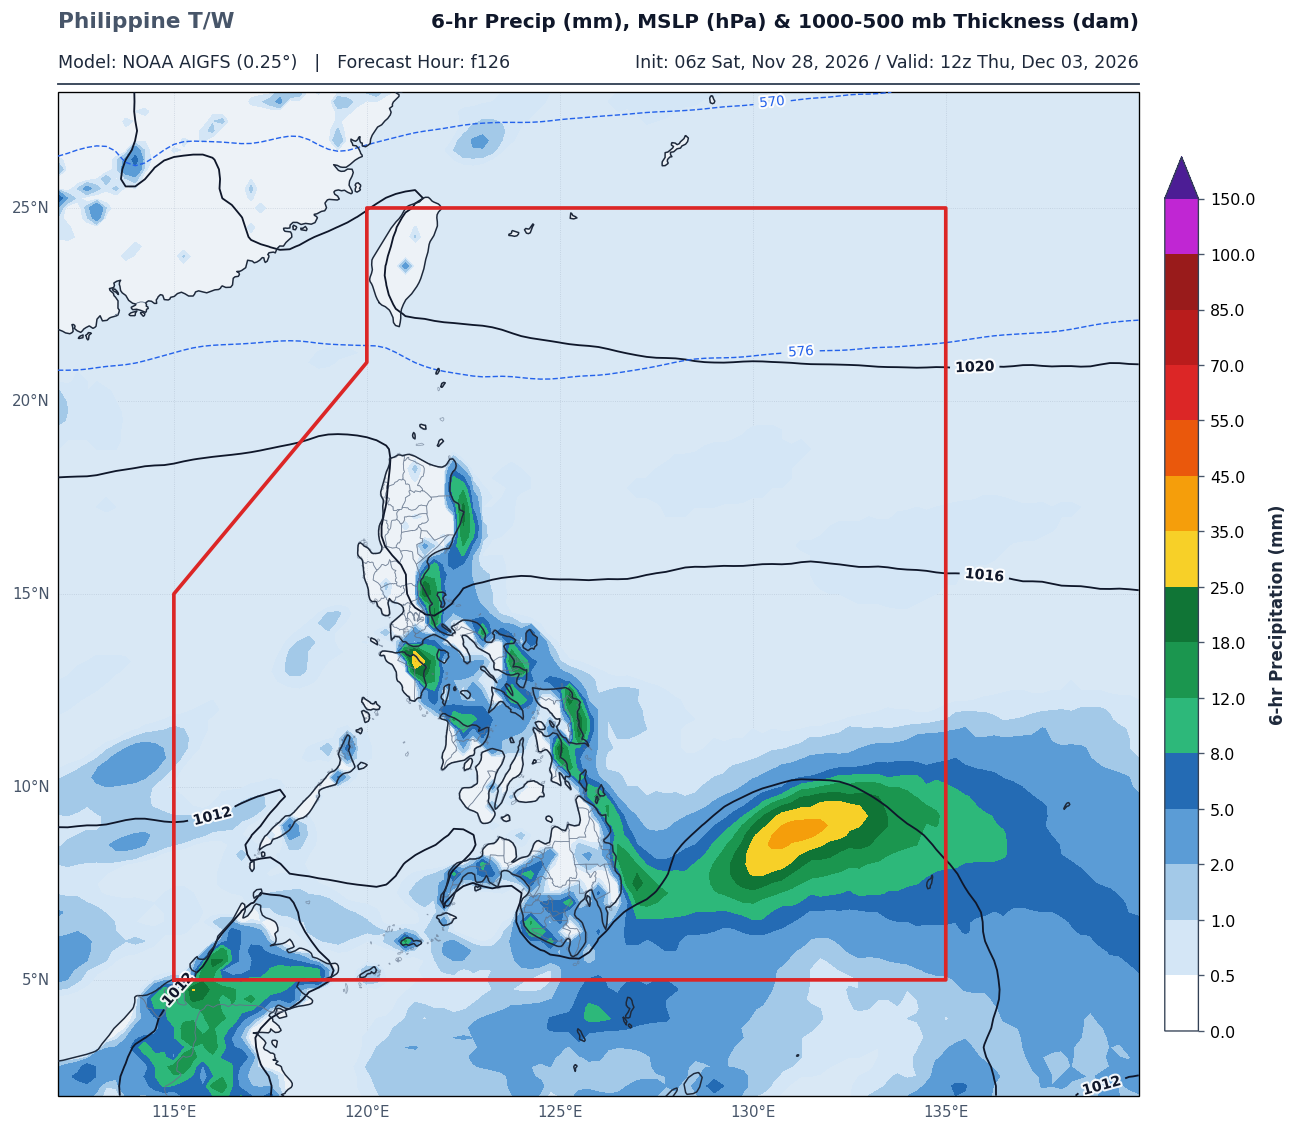 Philippine T/W
6-hr Precip (mm), MSLP (hPa) & 1000-500 mb Thickness (dam)
Model: NOAA AIGFS (0.25°) | Forecast Hour: f126
Init: 06z Sat, Nov 28, 2026 / Valid: 12z Thu, Dec 03, 2026
570
576
1020
1016
1012
1012
1012
25°N
20°N
15°N
10°N
5°N
115°E
120°E
125°E
130°E
135°E
150.0
100.0
85.0
70.0
55.0
45.0
35.0
25.0
18.0
12.0
8.0
5.0
2.0
1.0
0.5
0.0
6-hr Precipitation (mm)